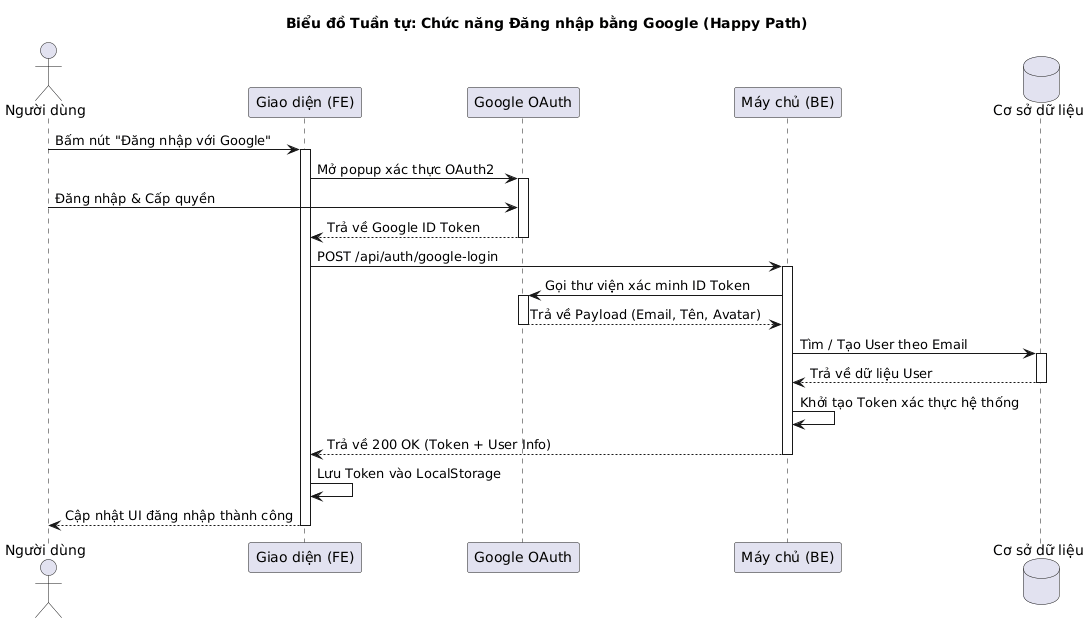 Biểu đồ Tuần tự: Chức năng Đăng nhập bằng Google (Happy Path)
Người dùng
Giao diện (FE)
Google OAuth
Máy chủ (BE)
Cơ sở dữ liệu
Bấm nút "Đăng nhập với Google"
Mở popup xác thực OAuth2
Đăng nhập & Cấp quyền
Trả về Google ID Token
POST /api/auth/google-login
Gọi thư viện xác minh ID Token
Trả về Payload (Email, Tên, Avatar)
Tìm / Tạo User theo Email
Trả về dữ liệu User
Khởi tạo Token xác thực hệ thống
Trả về 200 OK (Token + User Info)
Lưu Token vào LocalStorage
Cập nhật UI đăng nhập thành công
Người dùng
Giao diện (FE)
Google OAuth
Máy chủ (BE)
Cơ sở dữ liệu